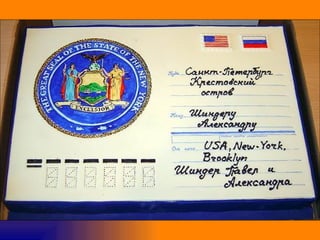 THE GREAT SEAL OF THE STATE OF THE NEW YORK
EXCELSIOR
Куда Санкт-Петербург
Крестовский
остров
Кому Шиндеру
Александру
От кого USA, New-York,
Brooklyn
Шиндер Павел и
Александра